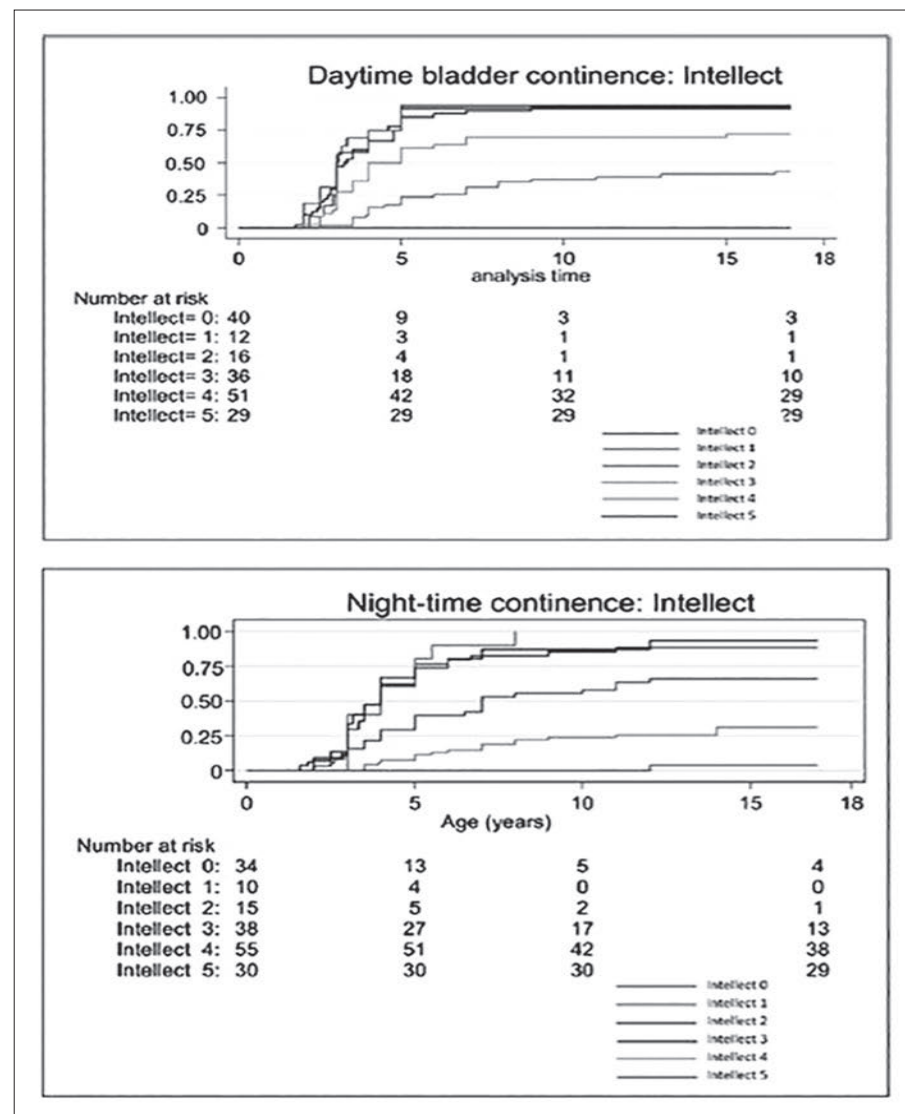 Daytime bladder continence: Intellect
1.00
0.75
0.50
0.25
0
0 5 10 15 18
analysis time
Number at risk
Intellect= 0: 40 9 3 3
Intellect= 1: 12 3 1 1
Intellect= 2: 16 4 1 1
Intellect= 3: 36 18 11 10
Intellect= 4: 51 42 32 29
Intellect= 5: 29 29 29 29
Intellect 0
Intellect 1
Intellect 2
Intellect 3
Intellect 4
Intellect 5
Night-time continence: Intellect
1.00
0.75
0.50
0.25
0
0 5 10 15 18
Age (years)
Number at risk
Intellect 0: 34 13 5 4
Intellect 1: 10 4 0 0
Intellect 2: 15 5 2 1
Intellect 3: 38 27 17 13
Intellect 4: 55 51 42 38
Intellect 5: 30 30 30 29
Intellect 0
Intellect 1
Intellect 2
Intellect 3
Intellect 4
Intellect 5